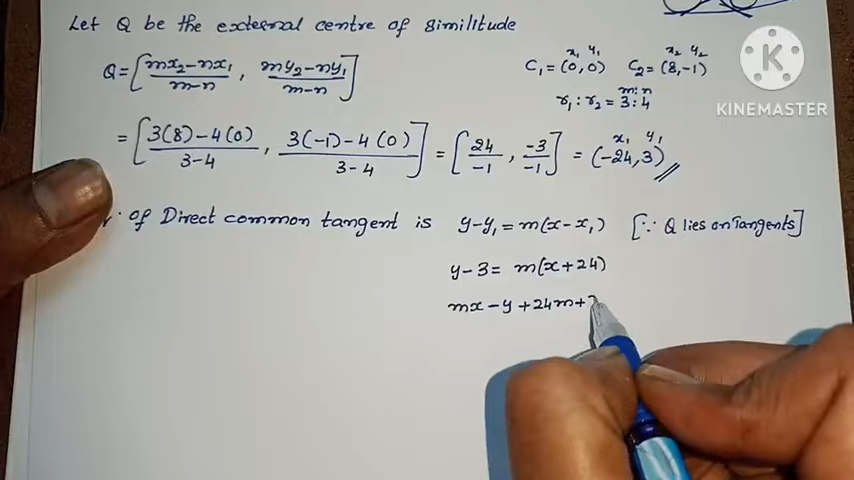 Let Q be the external centre of similitude
Q = [ (mx₂-nx₁)/(m-n) , (my₂-ny₁)/(m-n) ]
x₁ y₁ x₂ y₂
C₁ = (0,0) C₂ = (8,-1)
m:n
r₁ : r₂ = 3:4
KINEMASTER
x₁ y₁
= [ (3(8)-4(0))/(3-4) , (3(-1)-4(0))/(3-4) ] = [ 24/-1 , -3/-1 ] = (-24,3)
of Direct common tangent is y-y₁ = m(x-x₁) [∵ Q lies on Tangents]
y-3 = m(x+24)
mx-y+24m+